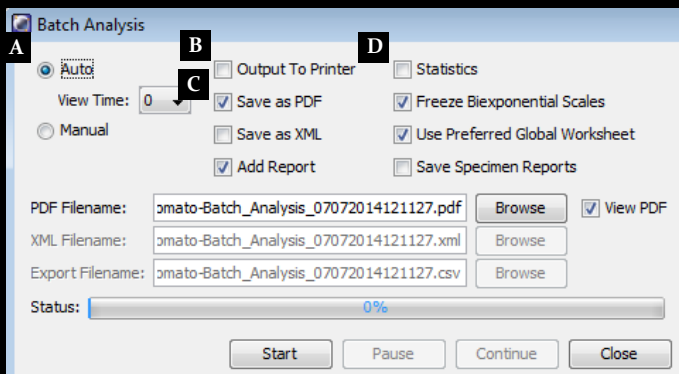 Batch Analysis
A B D
Auto Output To Printer Statistics
C
View Time: 0 Save as PDF Freeze Biexponential Scales
Manual Save as XML Use Preferred Global Worksheet
Add Report Save Specimen Reports
PDF Filename: omato-Batch_Analysis_07072014121127.pdf Browse View PDF
XML Filename: omato-Batch_Analysis_07072014121127.xml Browse
Export Filename: omato-Batch_Analysis_07072014121127.csv Browse
Status: 0%
Start Pause Continue Close